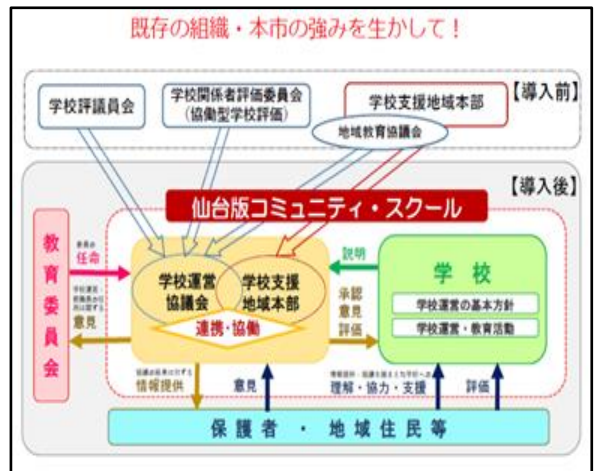 既存の組織・本市の強みを生かして！
学校評議員会
学校関係者評価委員会
（協働型学校評価）
学校支援地域本部
地域教育協議会
【導入前】
【導入後】
仙台版コミュニティ・スクール
教育委員会
任命
意見
学校運営
協議会
学校支援
地域本部
連携・協働
説明
承認
意見
評価
学校
学校運営の基本方針
学校運営・教育活動
情報提供
意見
理解・協力・支援
評価
保護者・地域住民等